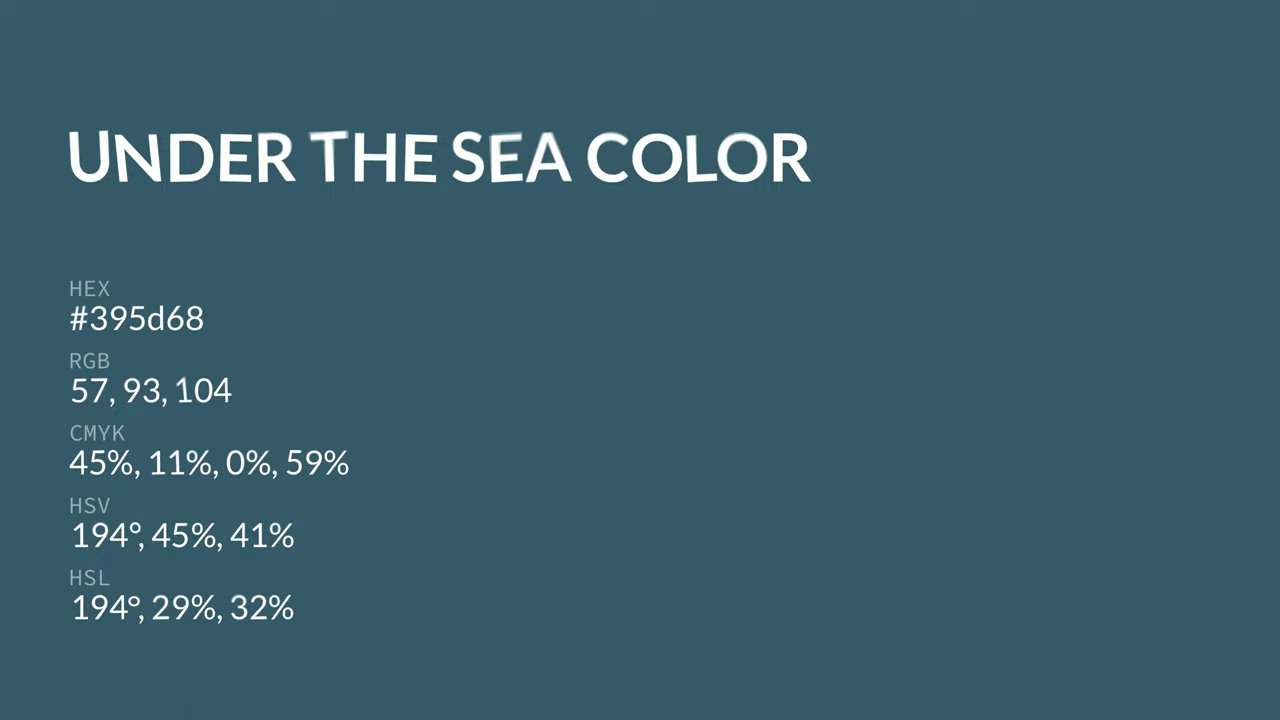 UNDER THE SEA COLOR
HEX
#395d68
RGB
57, 93, 104
CMYK
45%, 11%, 0%, 59%
HSV
194°, 45%, 41%
HSL
194°, 29%, 32%